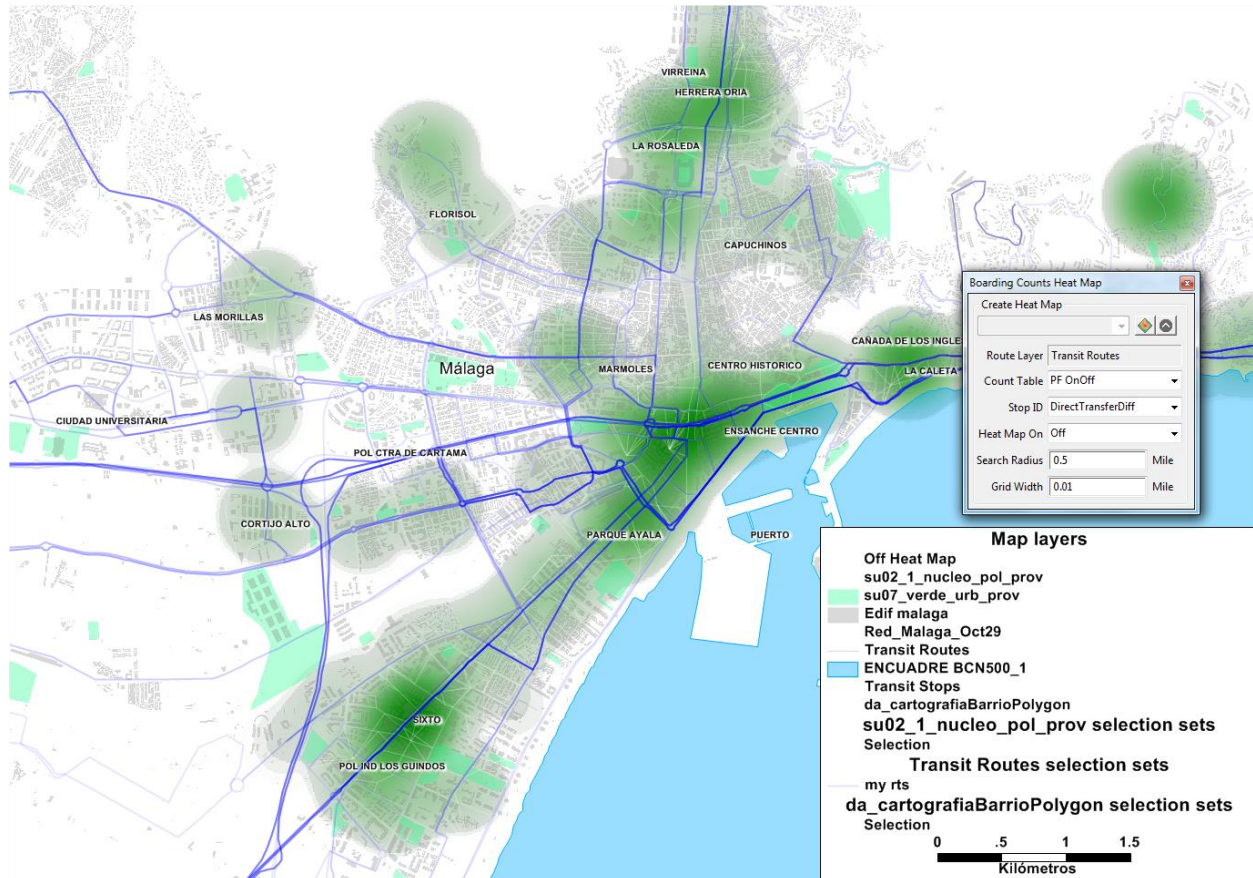 VIRREINA
HERRERA ORIA
LA ROSALEDA
FLORISOL
CAPUCHINOS
LAS MORILLAS
Málaga
MARMOLES
CENTRO HISTORICO
CAÑADA DE LOS INGLE
LA CALETA
CIUDAD UNIVERSITARIA
ENSANCHE CENTRO
POL CTRA DE CARTAMA
CORTIJO ALTO
PARQUE AYALA
PUERTO
SIXTO
POL IND LOS GUINDOS
Boarding Counts Heat Map
Create Heat Map
Route Layer Transit Routes
Count Table PF OnOff
Stop ID DirectTransferDiff
Heat Map On Off
Search Radius 0.5 Mile
Grid Width 0.01 Mile
Map layers
Off Heat Map
su02_1_nucleo_pol_prov
su07_verde_urb_prov
Edif malaga
Red_Malaga_Oct29
Transit Routes
ENCUADRE BCN500_1
Transit Stops
da_cartografiaBarrioPolygon
su02_1_nucleo_pol_prov selection sets
Selection
Transit Routes selection sets
my rts
da_cartografiaBarrioPolygon selection sets
Selection
0 .5 1 1.5
Kilómetros